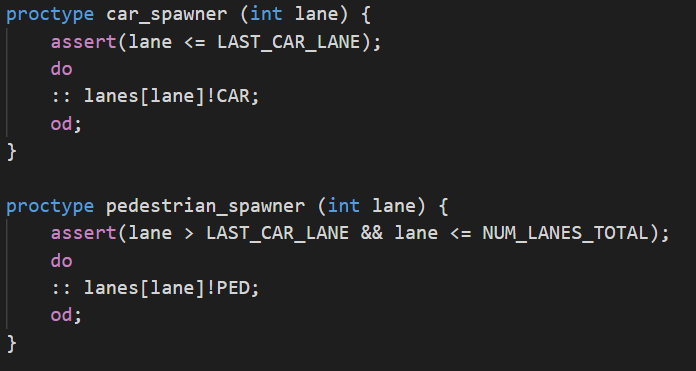 proctype car_spawner (int lane) {
assert(lane <= LAST_CAR_LANE);
do
:: lanes[lane]!CAR;
od;
}
proctype pedestrian_spawner (int lane) {
assert(lane > LAST_CAR_LANE && lane <= NUM_LANES_TOTAL);
do
:: lanes[lane]!PED;
od;
}